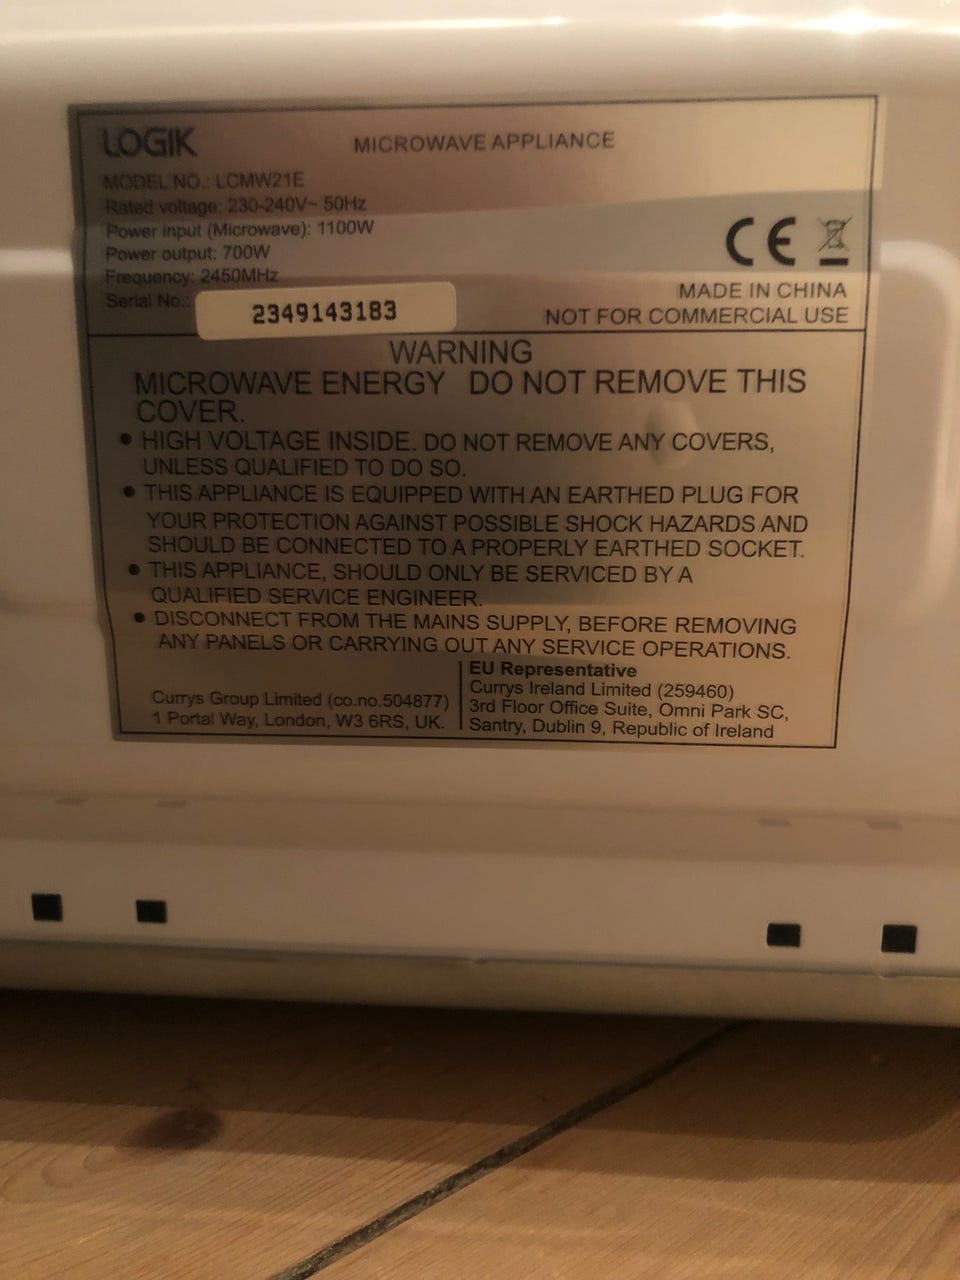 LOGIK
MICROWAVE APPLIANCE
MODEL NO.: LCMW21E
Rated voltage: 230-240V~ 50Hz
Power input (Microwave): 1100W
Power output: 700W
Frequency: 2450MHz
Serial No.: 2349143183
CE
MADE IN CHINA
NOT FOR COMMERCIAL USE
WARNING
MICROWAVE ENERGY DO NOT REMOVE THIS
COVER.
• HIGH VOLTAGE INSIDE. DO NOT REMOVE ANY COVERS,
UNLESS QUALIFIED TO DO SO.
• THIS APPLIANCE IS EQUIPPED WITH AN EARTHED PLUG FOR
YOUR PROTECTION AGAINST POSSIBLE SHOCK HAZARDS AND
SHOULD BE CONNECTED TO A PROPERLY EARTHED SOCKET.
• THIS APPLIANCE, SHOULD ONLY BE SERVICED BY A
QUALIFIED SERVICE ENGINEER.
• DISCONNECT FROM THE MAINS SUPPLY, BEFORE REMOVING
ANY PANELS OR CARRYING OUT ANY SERVICE OPERATIONS.
Currys Group Limited (co.no.504877)
1 Portal Way, London, W3 6RS, UK.
EU Representative
Currys Ireland Limited (259460)
3rd Floor Office Suite, Omni Park SC,
Santry, Dublin 9, Republic of Ireland